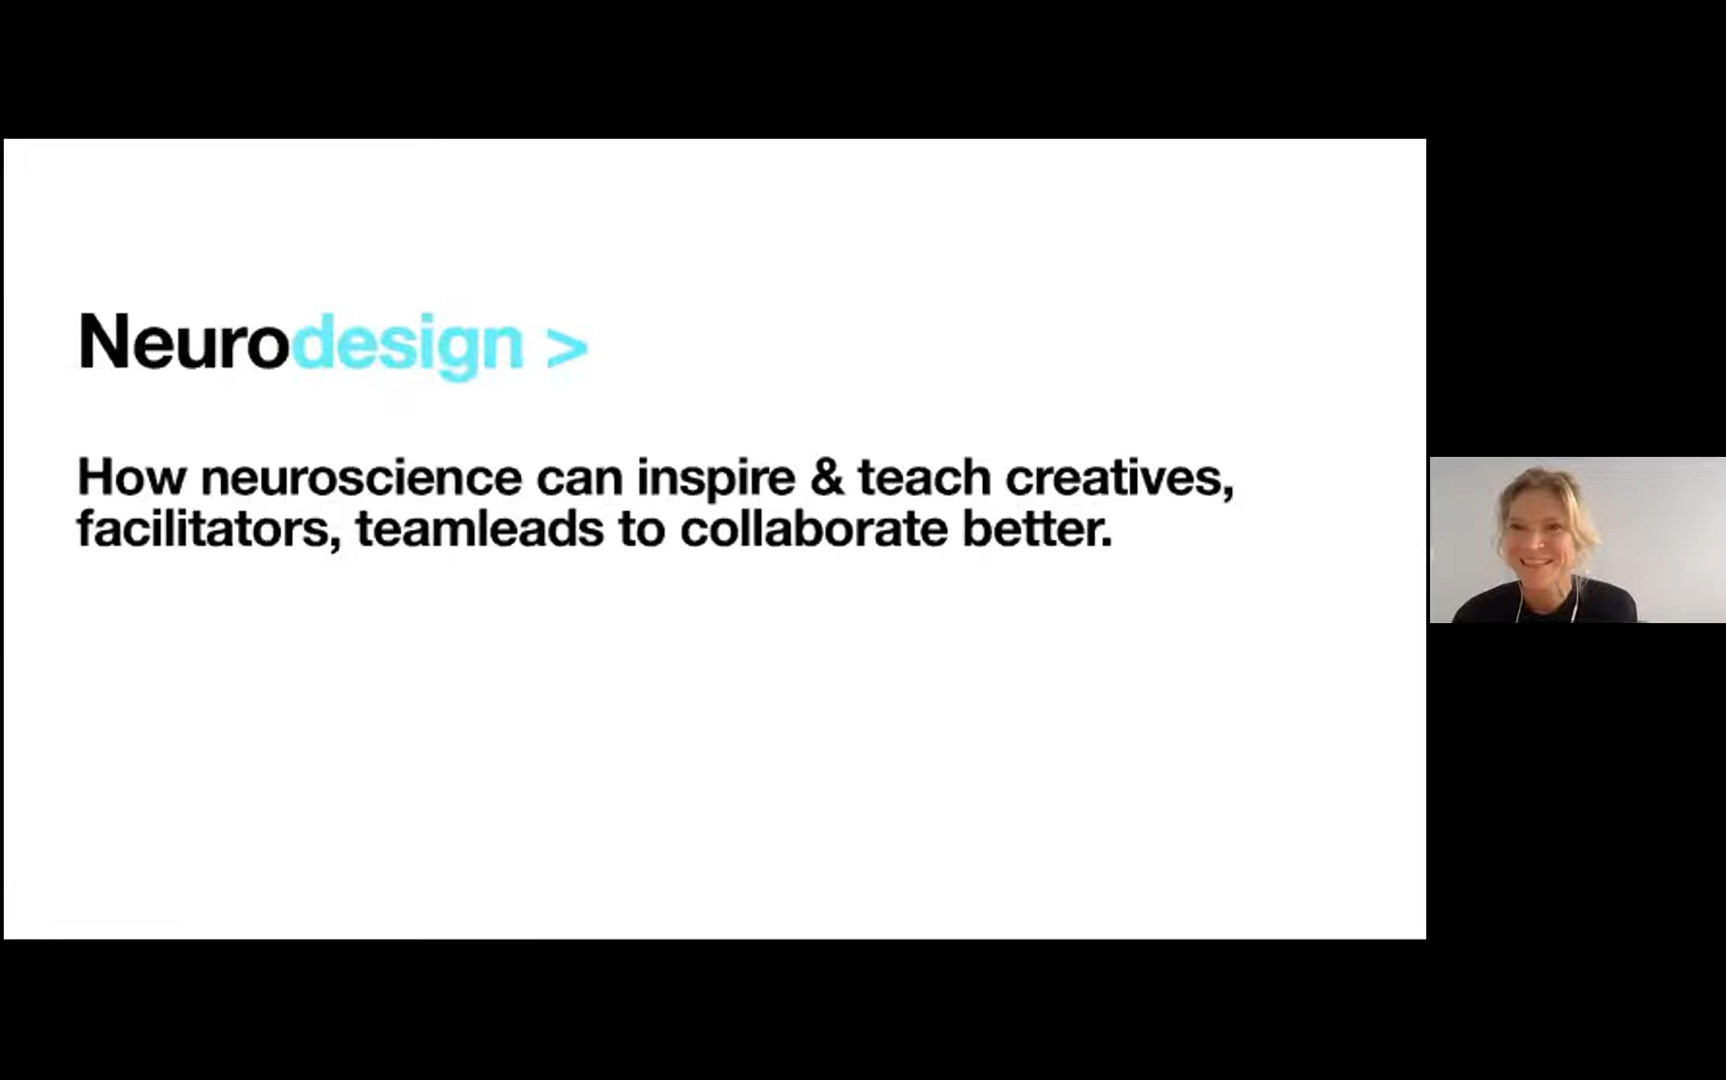 Neurodesign >
How neuroscience can inspire & teach creatives,
facilitators, teamleads to collaborate better.